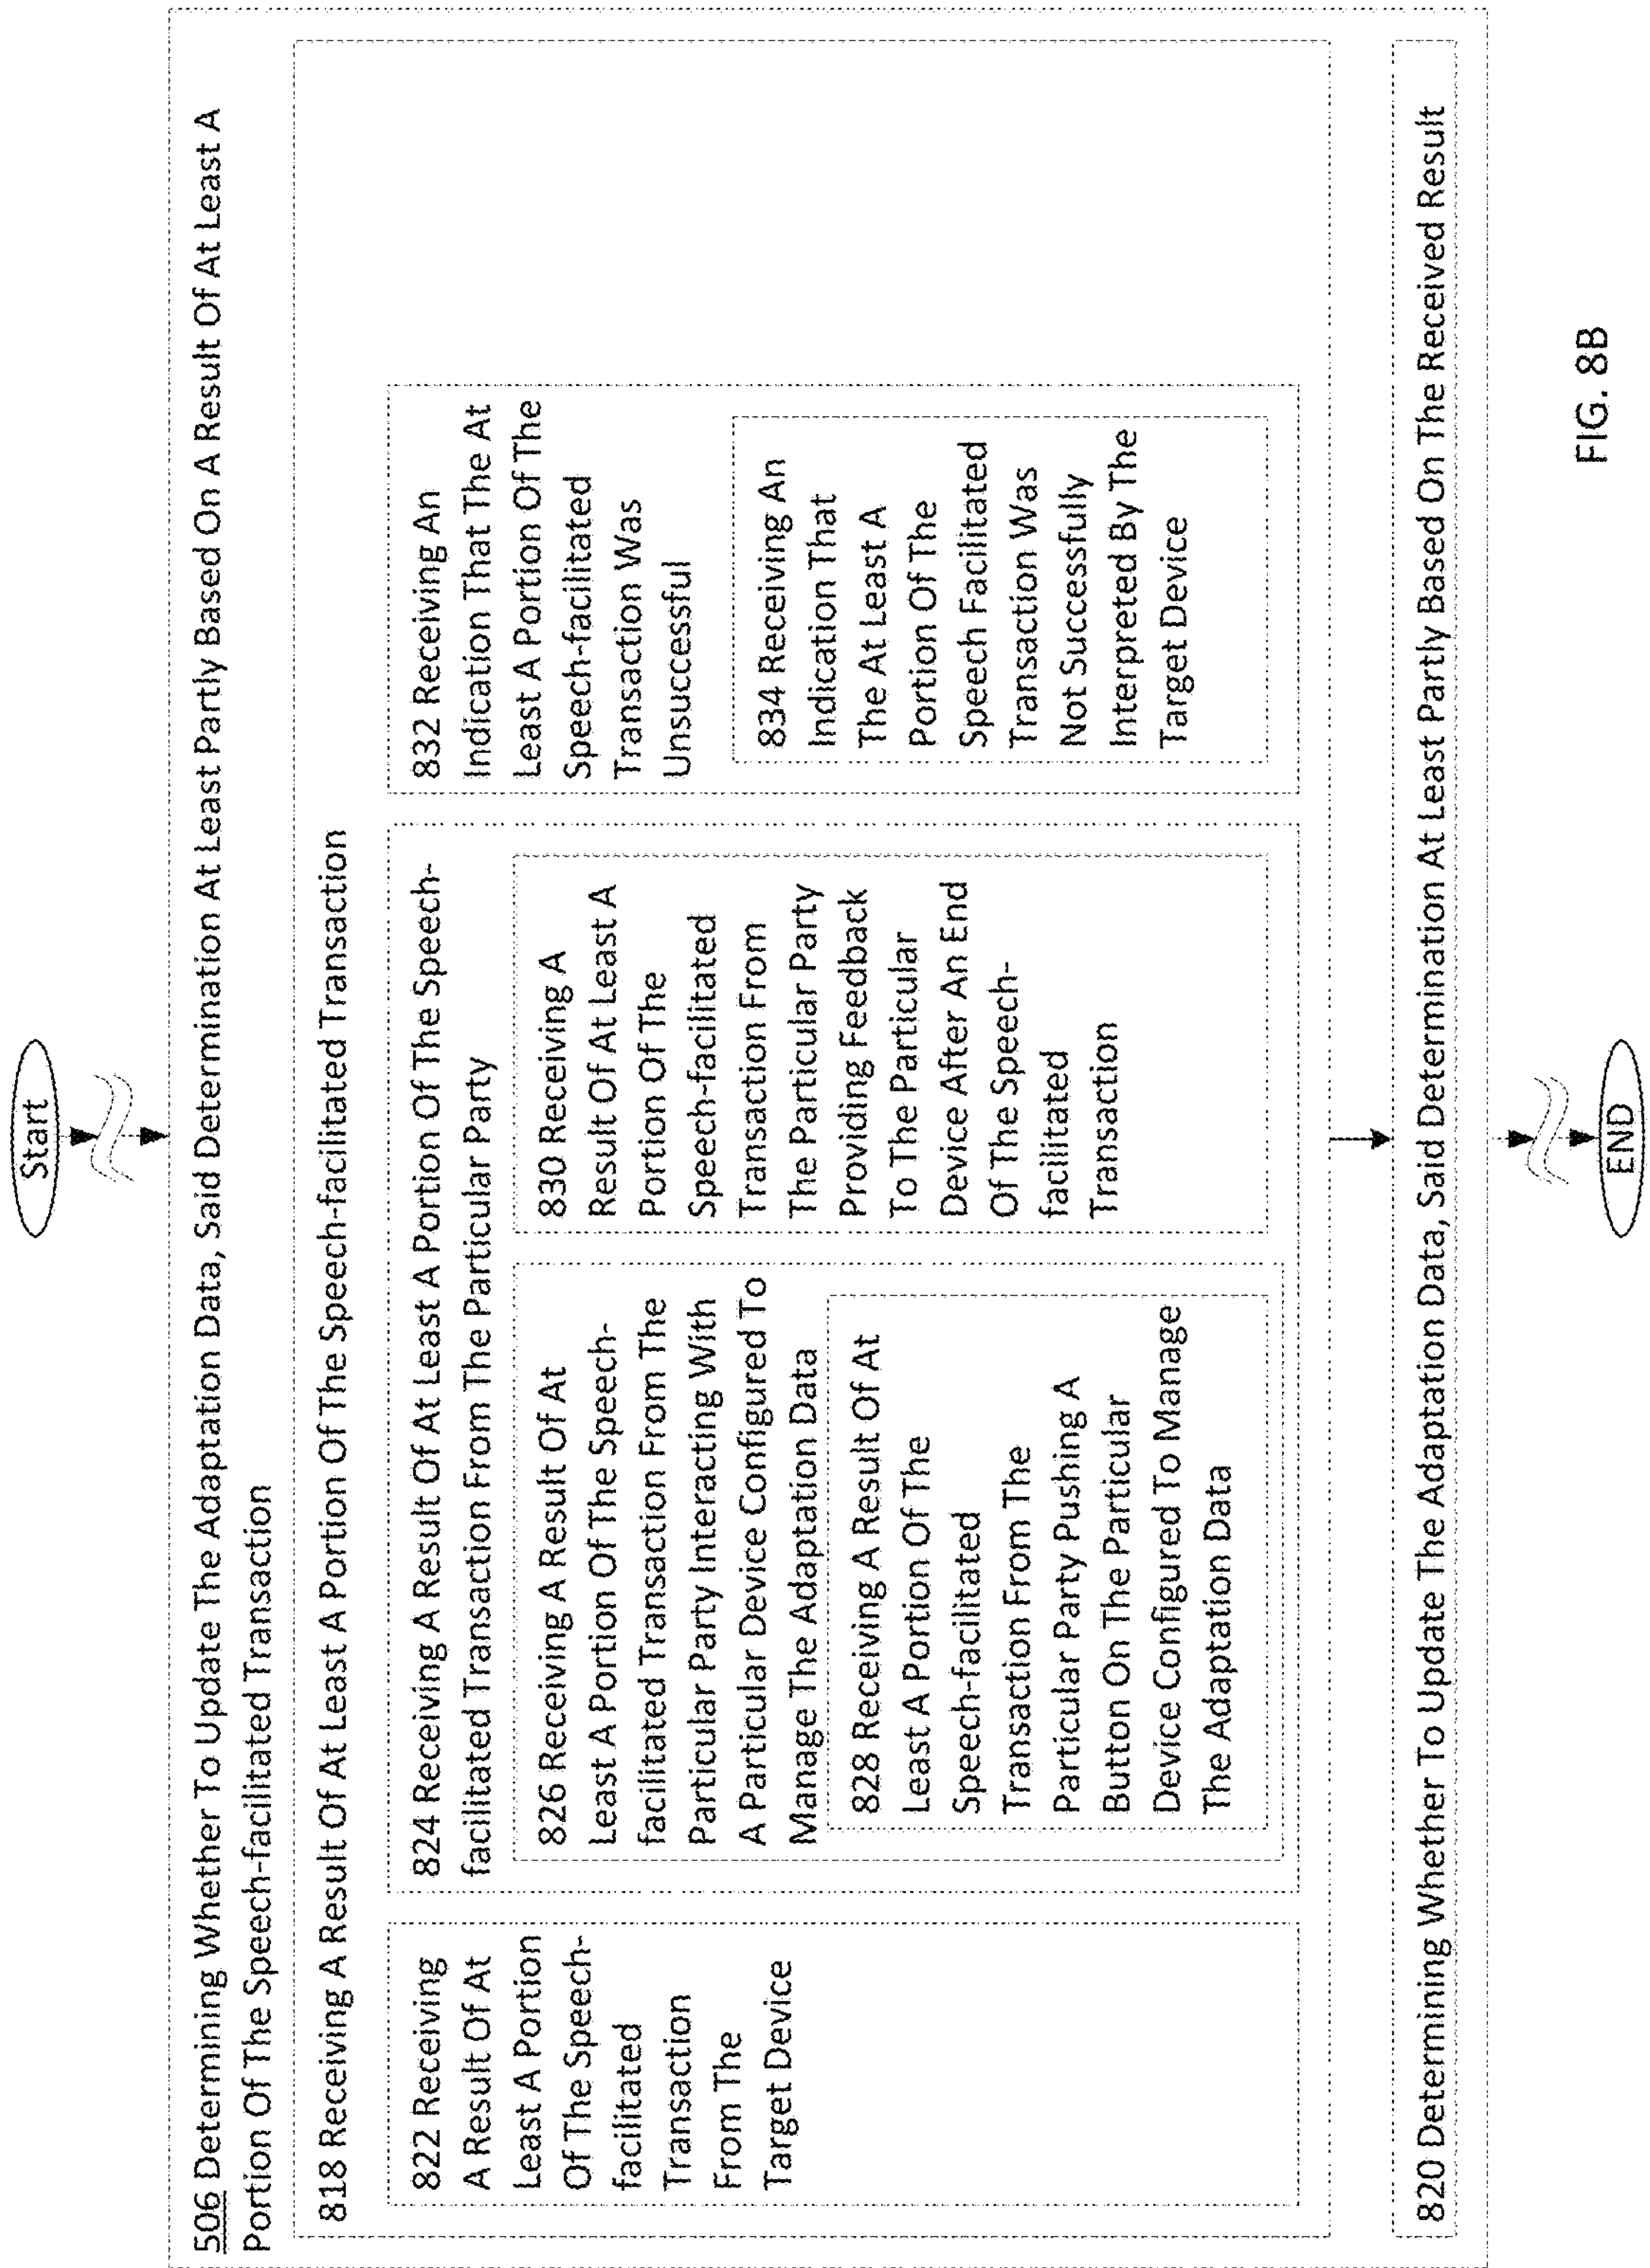 Start
506 Determining Whether To Update The Adaptation Data, Said Determination At Least Partly Based On A Result Of At Least A
Portion Of The Speech-facilitated Transaction
818 Receiving A Result Of At Least A Portion Of The Speech-facilitated Transaction
822 Receiving
A Result Of At
Least A Portion
Of The Speech-
facilitated
Transaction
From The
Target Device
824 Receiving A Result Of At Least A Portion Of The Speech-
facilitated Transaction From The Particular Party
826 Receiving A Result Of At
Least A Portion Of The Speech-
facilitated Transaction From The
Particular Party Interacting With
A Particular Device Configured To
Manage The Adaptation Data
828 Receiving A Result Of At
Least A Portion Of The
Speech-facilitated
Transaction From The
Particular Party Pushing A
Button On The Particular
Device Configured To Manage
The Adaptation Data
830 Receiving A
Result Of At Least A
Portion Of The
Speech-facilitated
Transaction From
The Particular Party
Providing Feedback
To The Particular
Device After An End
Of The Speech-
facilitated
Transaction
832 Receiving An
Indication That The At
Least A Portion Of The
Speech-facilitated
Transaction Was
Unsuccessful
834 Receiving An
Indication That
The At Least A
Portion Of The
Speech Facilitated
Transaction Was
Not Successfully
Interpreted By The
Target Device
820 Determining Whether To Update The Adaptation Data, Said Determination At Least Partly Based On The Received Result
END
FIG. 8B